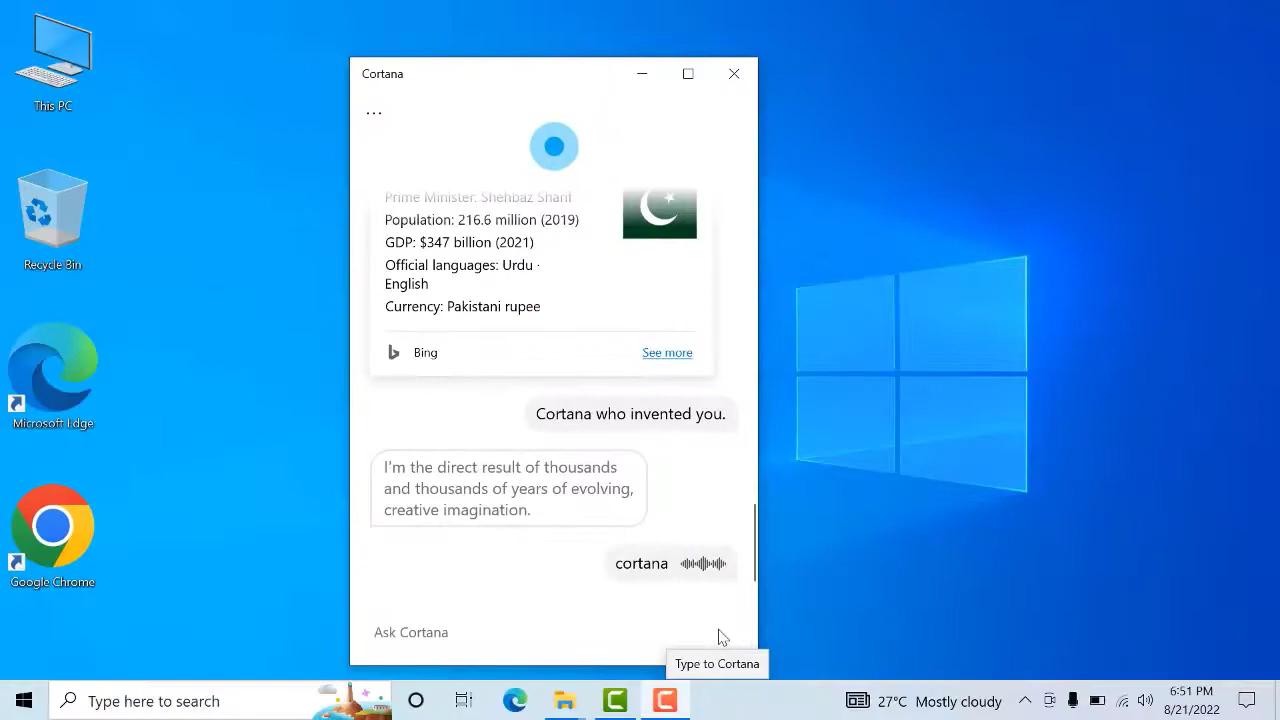 This PC
Recycle Bin
Microsoft Edge
Google Chrome
Cortana
...
Prime Minister: Shehbaz Sharif
Population: 216.6 million (2019)
GDP: $347 billion (2021)
Official languages: Urdu ·
English
Currency: Pakistani rupee
Bing
See more
Cortana who invented you.
I'm the direct result of thousands
and thousands of years of evolving,
creative imagination.
cortana
Ask Cortana
Type to Cortana
Type here to search
27°C Mostly cloudy
6:51 PM
8/21/2022